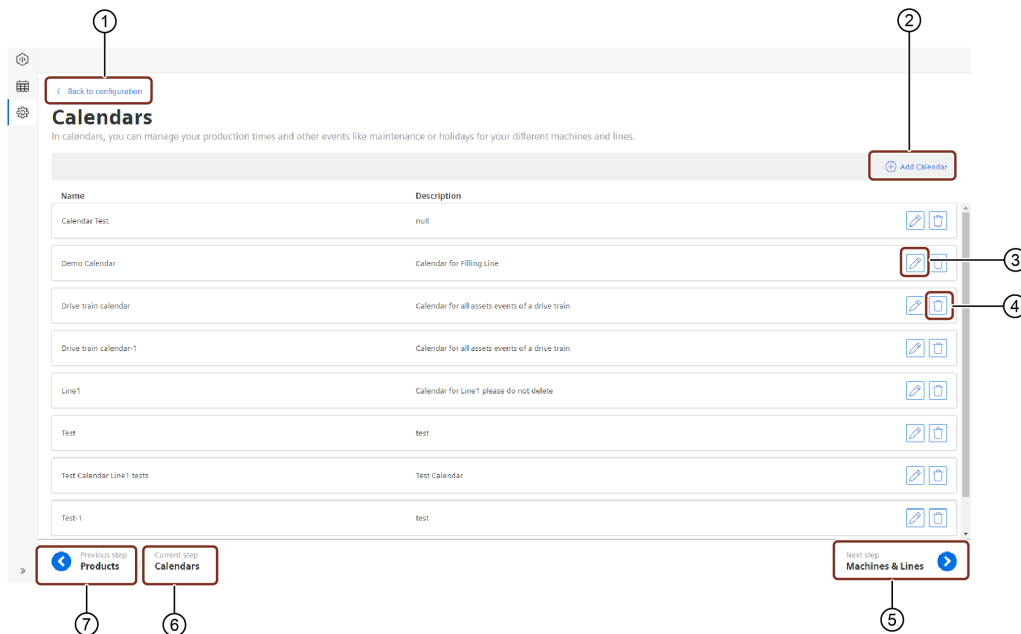 1
2
Back to configuration
Calendars
In calendars, you can manage your production times and other events like maintenance or holidays for your different machines and lines.
Add Calendar
Name Description
Calendar Test null
Demo Calendar Calendar for Filling Line
3
Drive train calendar Calendar for all assets events of a drive train
4
Drive train calendar-1 Calendar for all assets events of a drive train
Line1 Calendar for Line1 please do not delete
Test test
Test Calendar Line1 tests Test Calendar
Test-1 test
Previous step Current step Next step
Products Calendars Machines & Lines
7 6 5